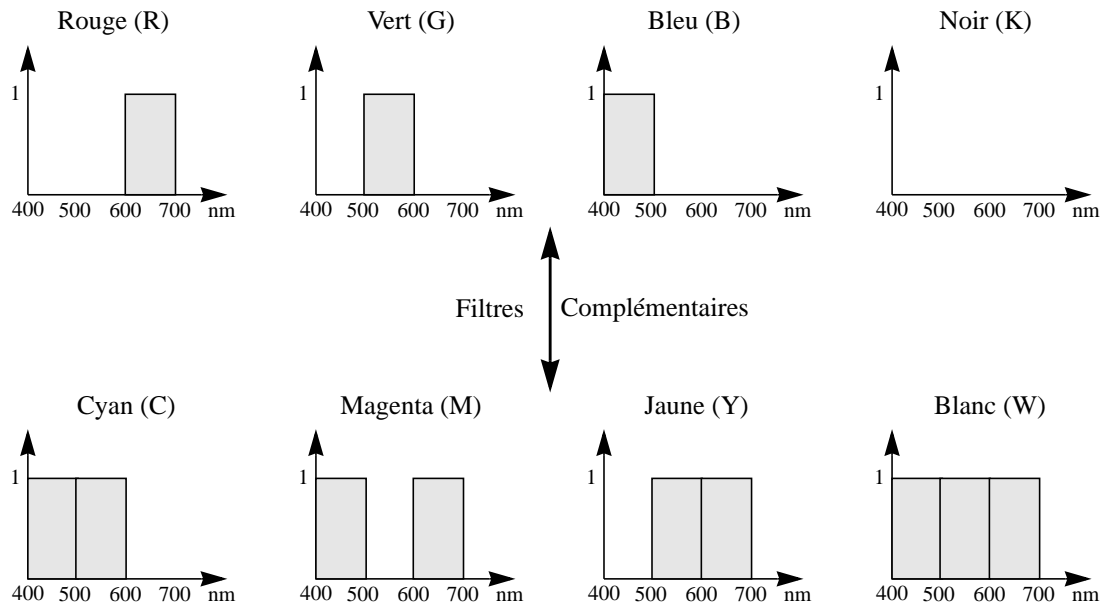 Rouge (R) Vert (G) Bleu (B) Noir (K)
1 1 1 1
400 500 600 700 nm 400 500 600 700 nm 400 500 600 700 nm 400 500 600 700 nm
Filtres Complémentaires
Cyan (C) Magenta (M) Jaune (Y) Blanc (W)
1 1 1 1
400 500 600 700 nm 400 500 600 700 nm 400 500 600 700 nm 400 500 600 700 nm